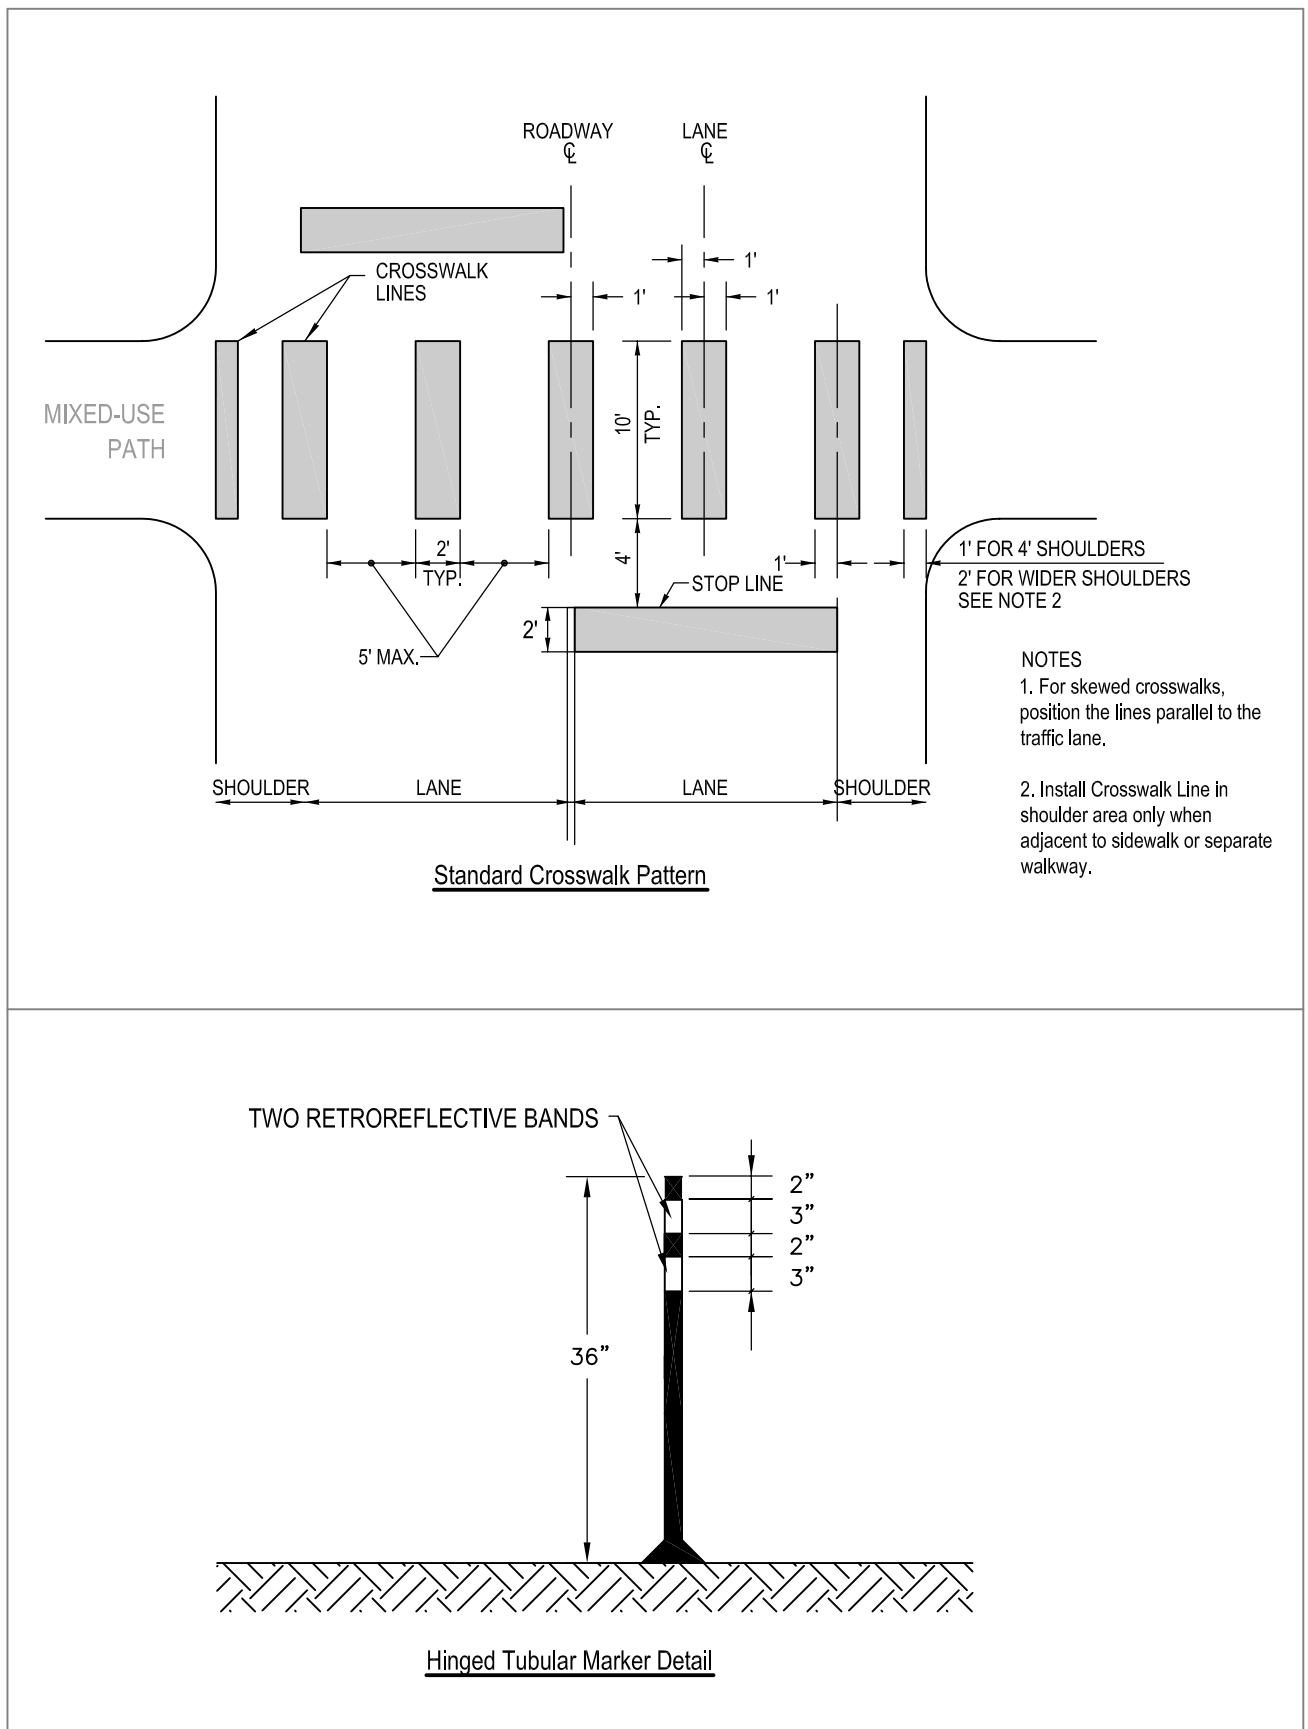 ROADWAY
℄
LANE
℄
1'
CROSSWALK
LINES
1'
1'
MIXED-USE
PATH
10'
TYP.
2'
TYP.
4'
1'
1' FOR 4' SHOULDERS
2' FOR WIDER SHOULDERS
SEE NOTE 2
STOP LINE
2'
5' MAX.
NOTES
1. For skewed crosswalks,
position the lines parallel to the
traffic lane.
2. Install Crosswalk Line in
shoulder area only when
adjacent to sidewalk or separate
walkway.
SHOULDER
LANE
LANE
SHOULDER
Standard Crosswalk Pattern
TWO RETROREFLECTIVE BANDS
2”
3”
2”
3”
36”
Hinged Tubular Marker Detail